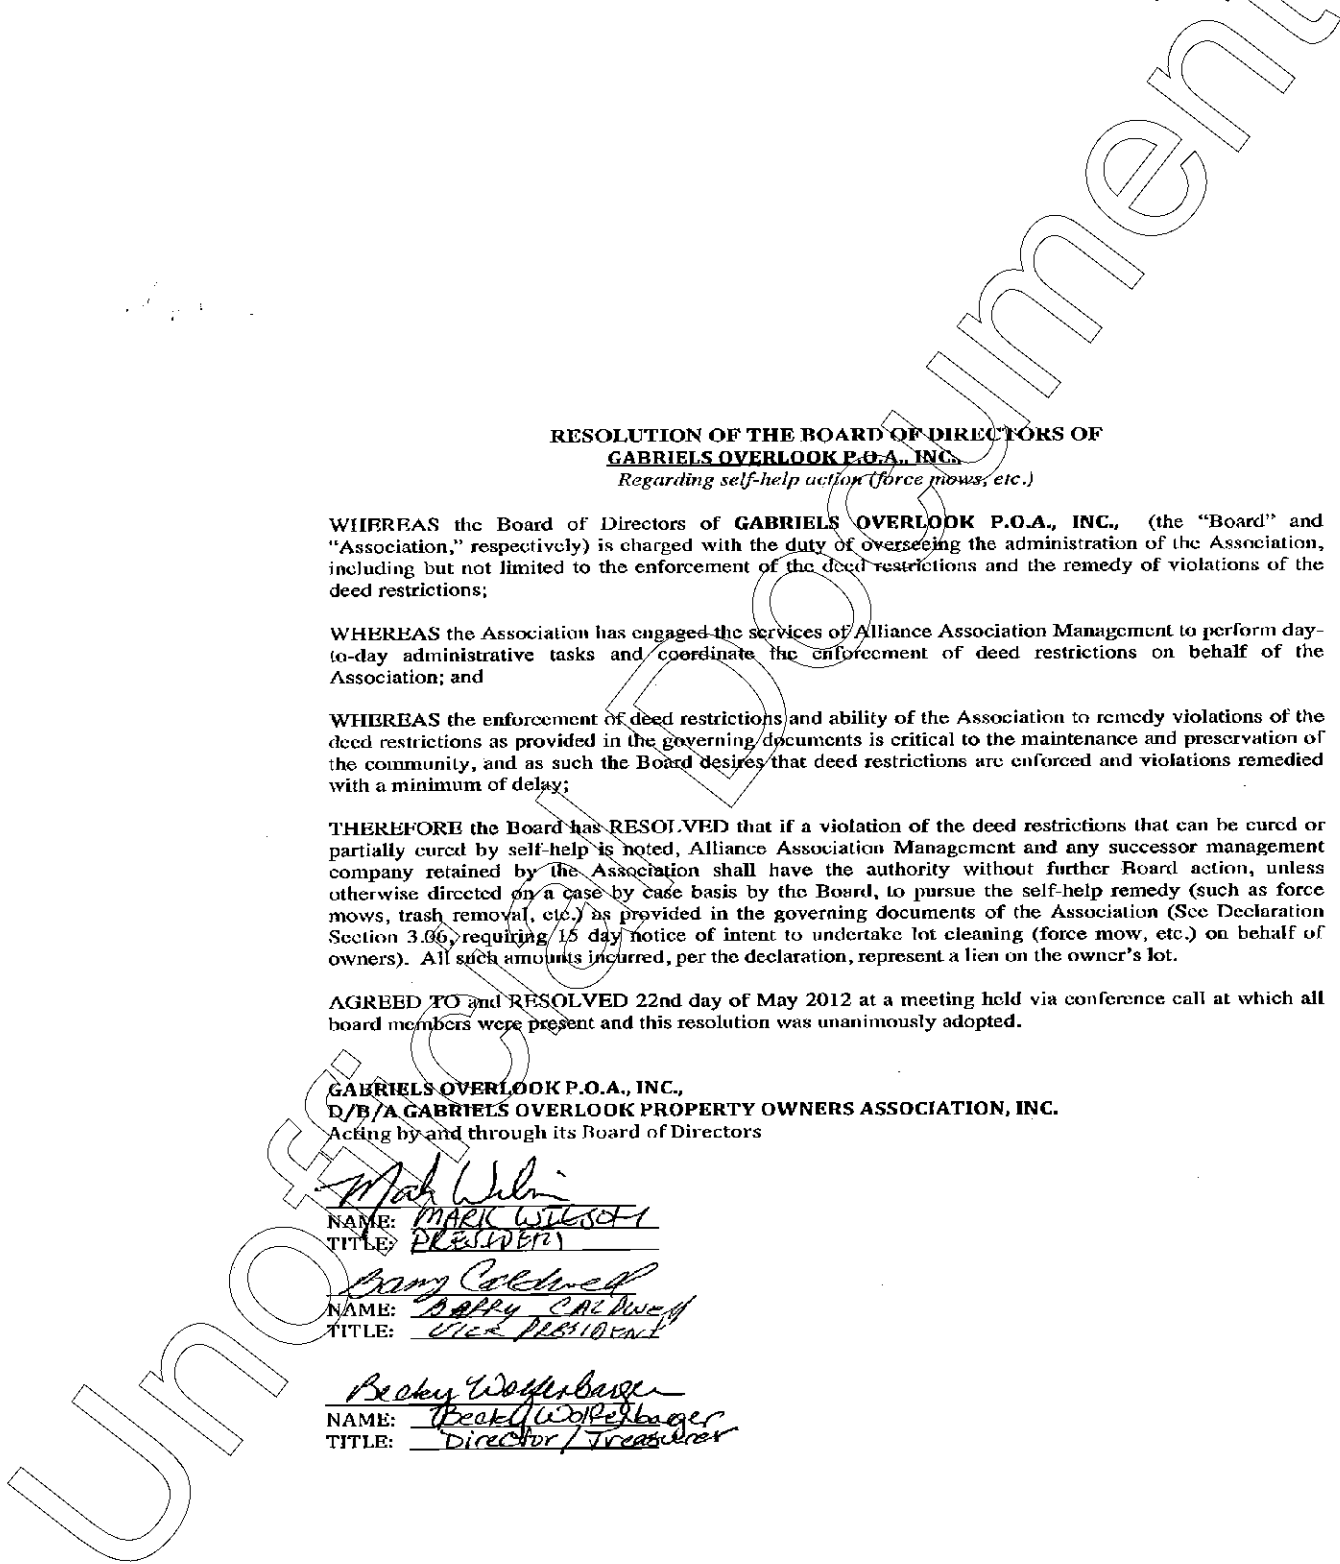 RESOLUTION OF THE BOARD OF DIRECTORS OF
GABRIELS OVERLOOK P.O.A., INC.,
Regarding self-help action (force mows, etc.)
WHEREAS the Board of Directors of GABRIELS OVERLOOK P.O.A., INC., (the “Board” and
“Association,” respectively) is charged with the duty of overseeing the administration of the Association,
including but not limited to the enforcement of the deed restrictions and the remedy of violations of the
deed restrictions;
WHEREAS the Association has engaged the services of Alliance Association Management to perform day-
to-day administrative tasks and coordinate the enforcement of deed restrictions on behalf of the
Association; and
WHEREAS the enforcement of deed restrictions and ability of the Association to remedy violations of the
deed restrictions as provided in the governing documents is critical to the maintenance and preservation of
the community, and as such the Board desires that deed restrictions are enforced and violations remedied
with a minimum of delay;
THEREFORE the Board has RESOLVED that if a violation of the deed restrictions that can be cured or
partially cured by self-help is noted, Alliance Association Management and any successor management
company retained by the Association shall have the authority without further Board action, unless
otherwise directed on a case by case basis by the Board, to pursue the self-help remedy (such as force
mows, trash removal, etc.) as provided in the governing documents of the Association (See Declaration
Section 3.06, requiring 15 day notice of intent to undertake lot cleaning (force mow, etc.) on behalf of
owners). All such amounts incurred, per the declaration, represent a lien on the owner’s lot.
AGREED TO and RESOLVED 22nd day of May 2012 at a meeting held via conference call at which all
board members were present and this resolution was unanimously adopted.
GABRIELS OVERLOOK P.O.A., INC.,
D/B/A GABRIELS OVERLOOK PROPERTY OWNERS ASSOCIATION, INC.
Acting by and through its Board of Directors
Mark Wilson
NAME: MARK WILSON
TITLE: PRESIDENT
Barry Caldwell
NAME: BARRY CALDWELL
TITLE: VICE PRESIDENT
Becky Wolfenbarger
NAME: Becky Wolfenbarger
TITLE: Director/Treasurer
Unofficial Document